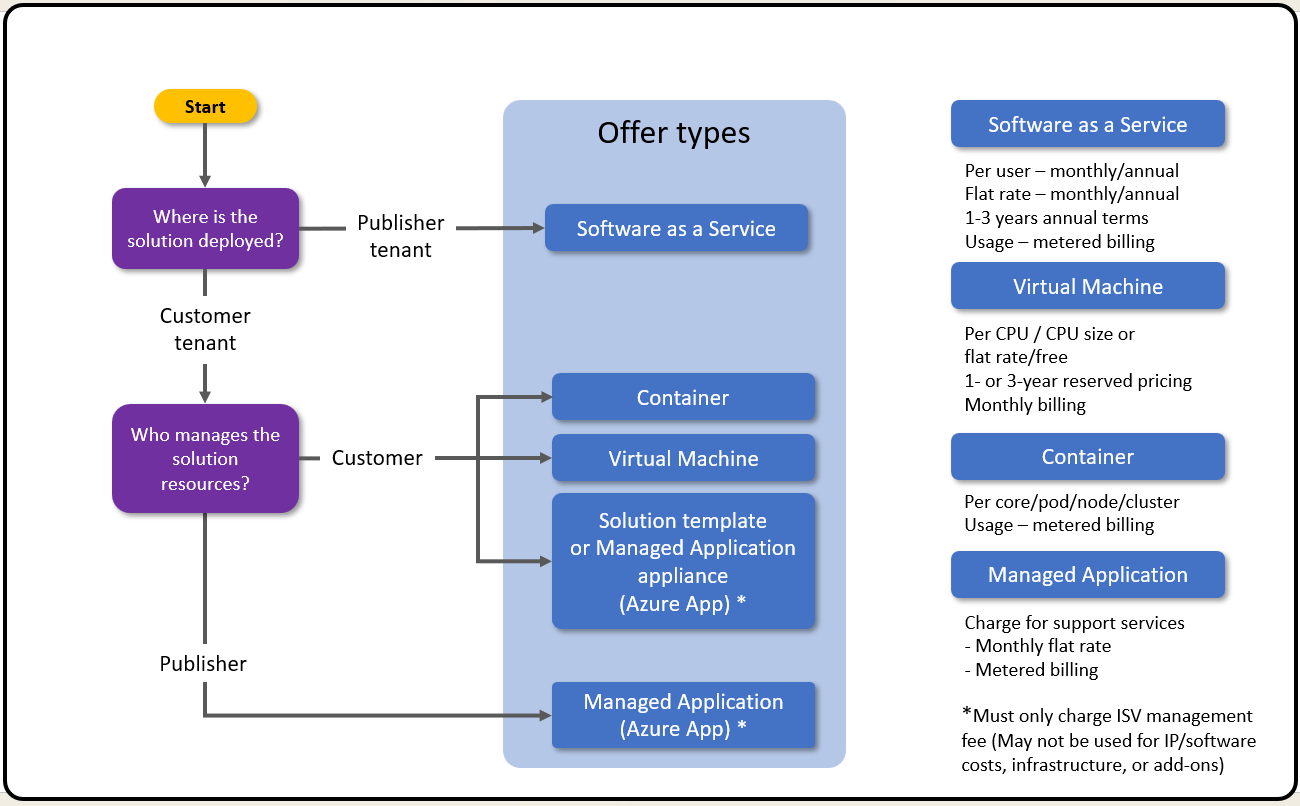 Start
Where is the
solution deployed?
Publisher
tenant
Customer
tenant
Who manages the
solution
resources?
Customer
Publisher
Offer types
Software as a Service
Container
Virtual Machine
Solution template
or Managed Application
appliance
(Azure App) *
Managed Application
(Azure App) *
Software as a Service
Per user – monthly/annual
Flat rate – monthly/annual
1-3 years annual terms
Usage – metered billing
Virtual Machine
Per CPU / CPU size or
flat rate/free
1- or 3-year reserved pricing
Monthly billing
Container
Per core/pod/node/cluster
Usage – metered billing
Managed Application
Charge for support services
- Monthly flat rate
- Metered billing
*Must only charge ISV management
fee (May not be used for IP/software
costs, infrastructure, or add-ons)